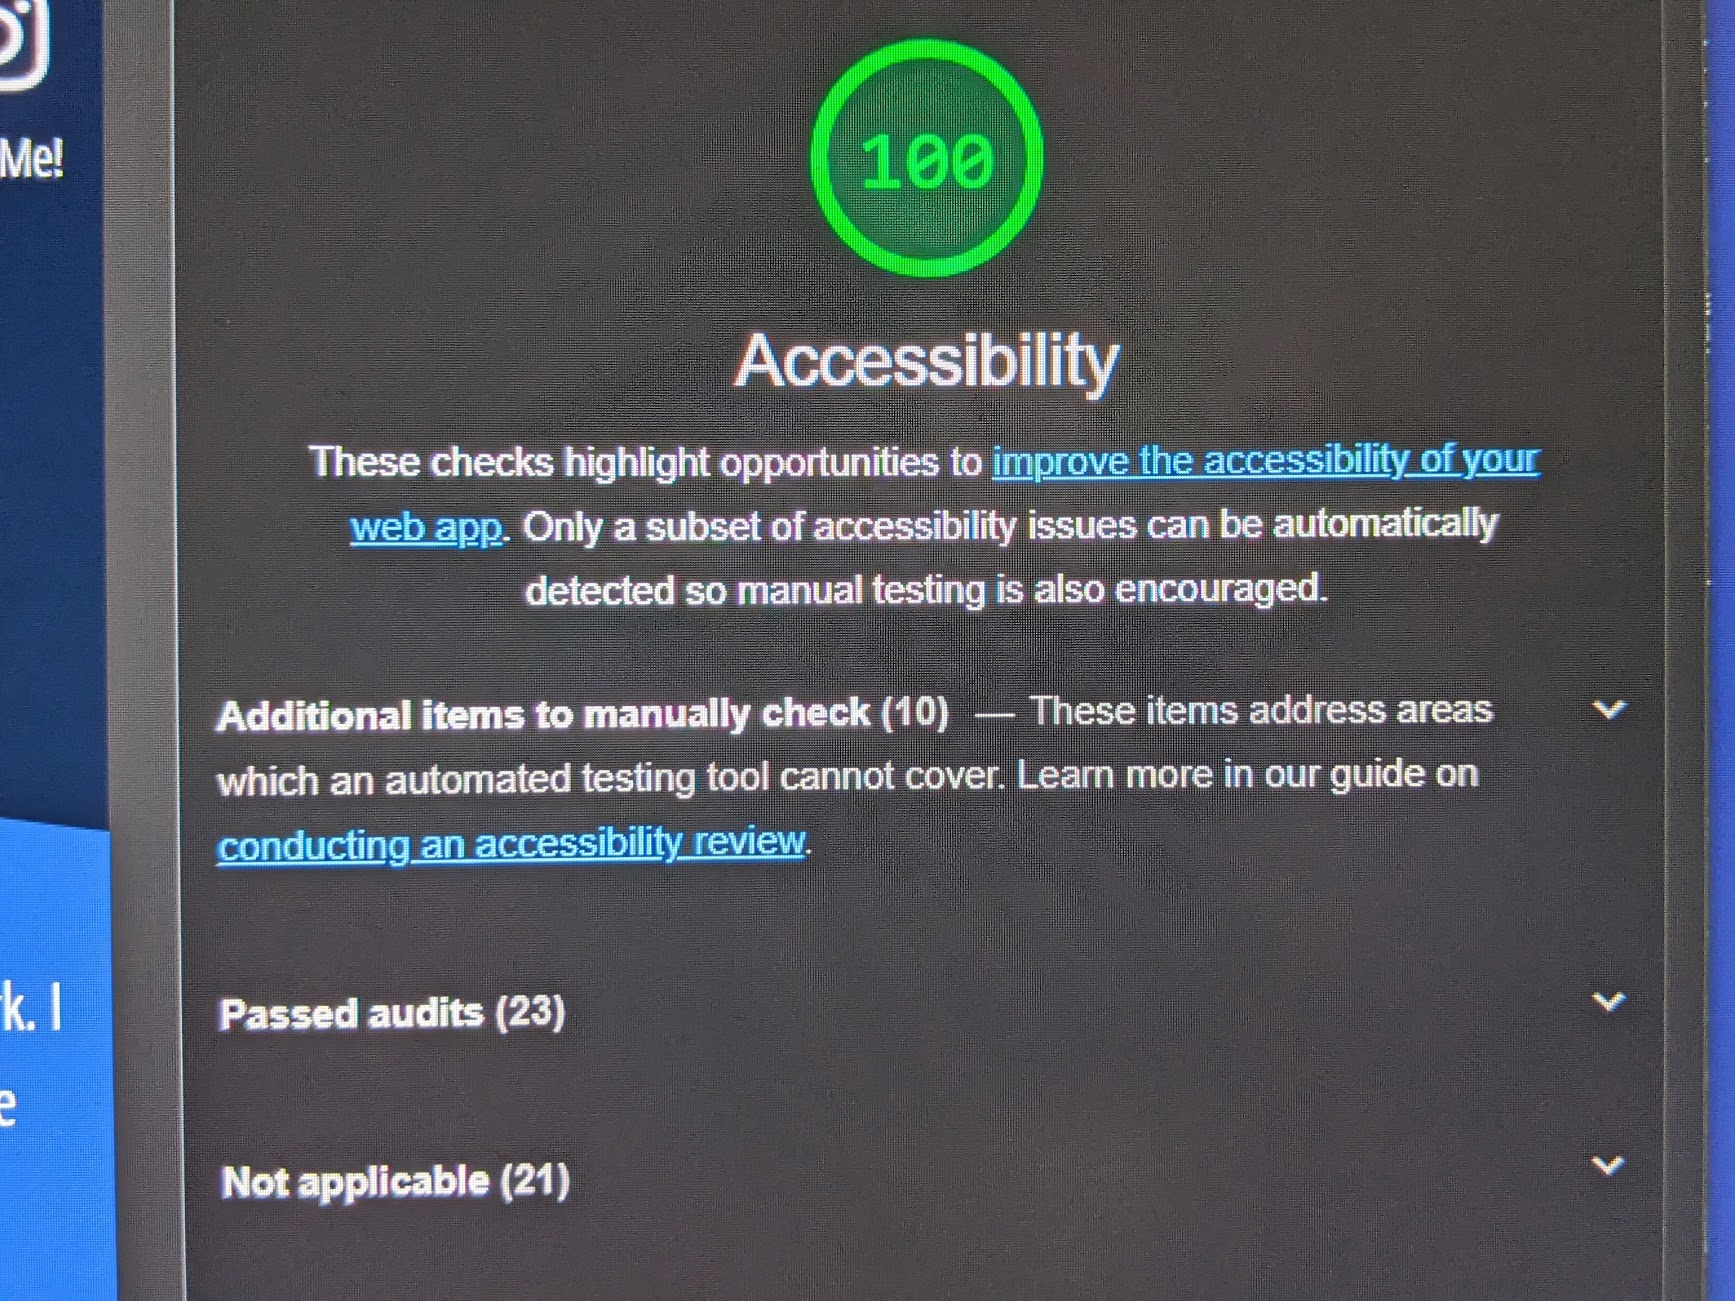 Me!
100
Accessibility
These checks highlight opportunities to improve the accessibility of your
web app. Only a subset of accessibility issues can be automatically
detected so manual testing is also encouraged.
Additional items to manually check (10) — These items address areas
which an automated testing tool cannot cover. Learn more in our guide on
conducting an accessibility review.
k. I
e
Passed audits (23)
Not applicable (21)